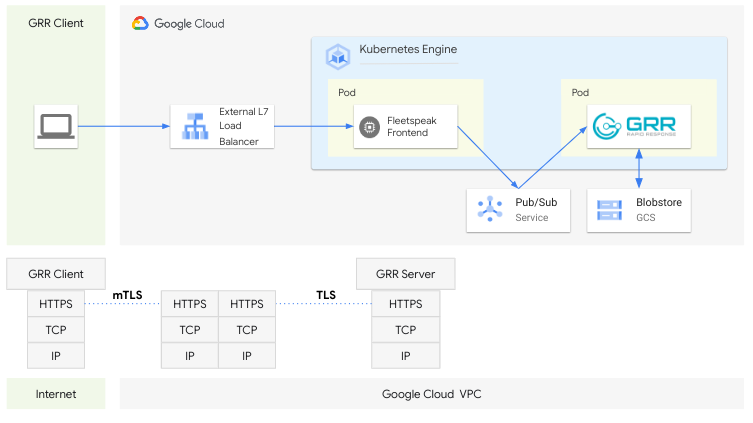 GRR Client
Google Cloud
Kubernetes Engine
Pod
Pod
External L7
Load
Balancer
Fleetspeak
Frontend
GRR
RAPID RESPONSE
Pub/Sub
Service
Blobstore
GCS
GRR Client
GRR Server
mTLS
TLS
HTTPS
HTTPS
HTTPS
HTTPS
TCP
TCP
TCP
TCP
IP
IP
IP
IP
Internet
Google Cloud VPC